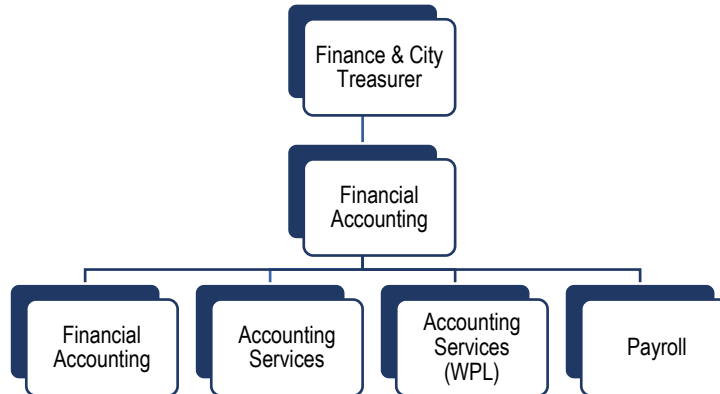 Finance & City
Treasurer
Financial
Accounting
Financial
Accounting
Accounting
Services
Accounting
Services
(WPL)
Payroll